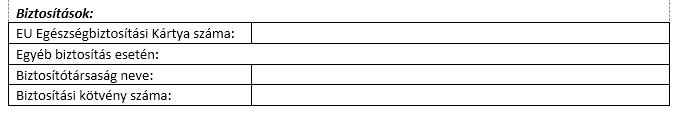 Biztosítások:
EU Egészségbiztosítási Kártya száma:
Egyéb biztosítás esetén:
Biztosítótársaság neve:
Biztosítási kötvény száma: